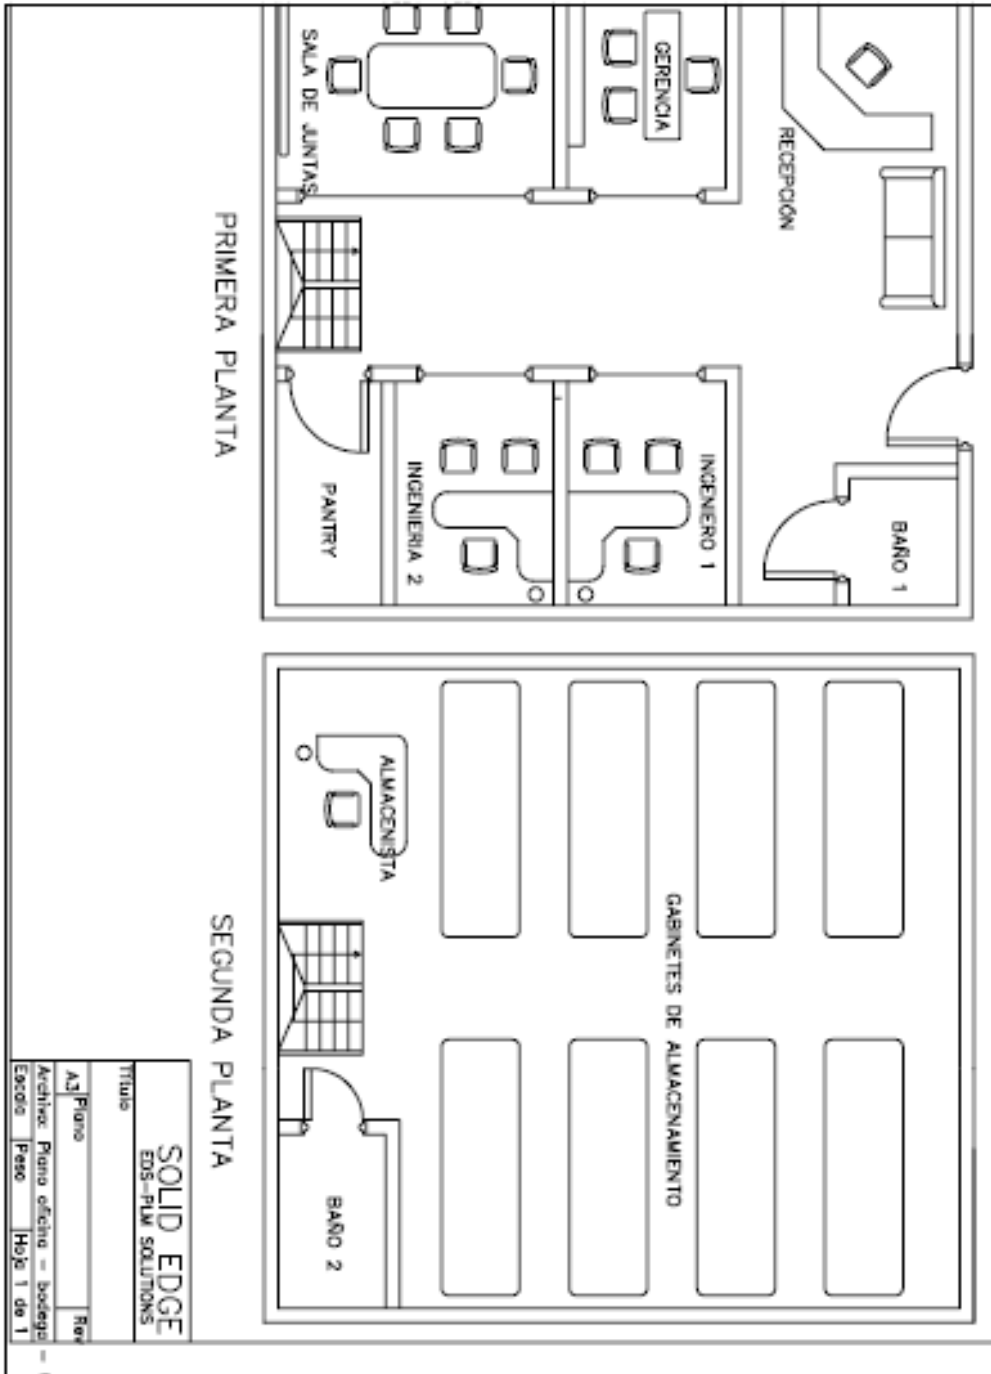 SALA DE JUNTAS
GERENCIA
RECEPCIÓN
PRIMERA PLANTA
PANTRY
INGENIERIA 2
INGENIERO 1
BAÑO 1
ALMACENISTA
GABINETES DE ALMACENAMIENTO
SEGUNDA PLANTA
BAÑO 2
SOLID EDGE
EDS-PLM SOLUTIONS
Título
A3 Plano Rev
Archivo: Plano oficina - bodega -
Escala Peso Hoja 1 de 1